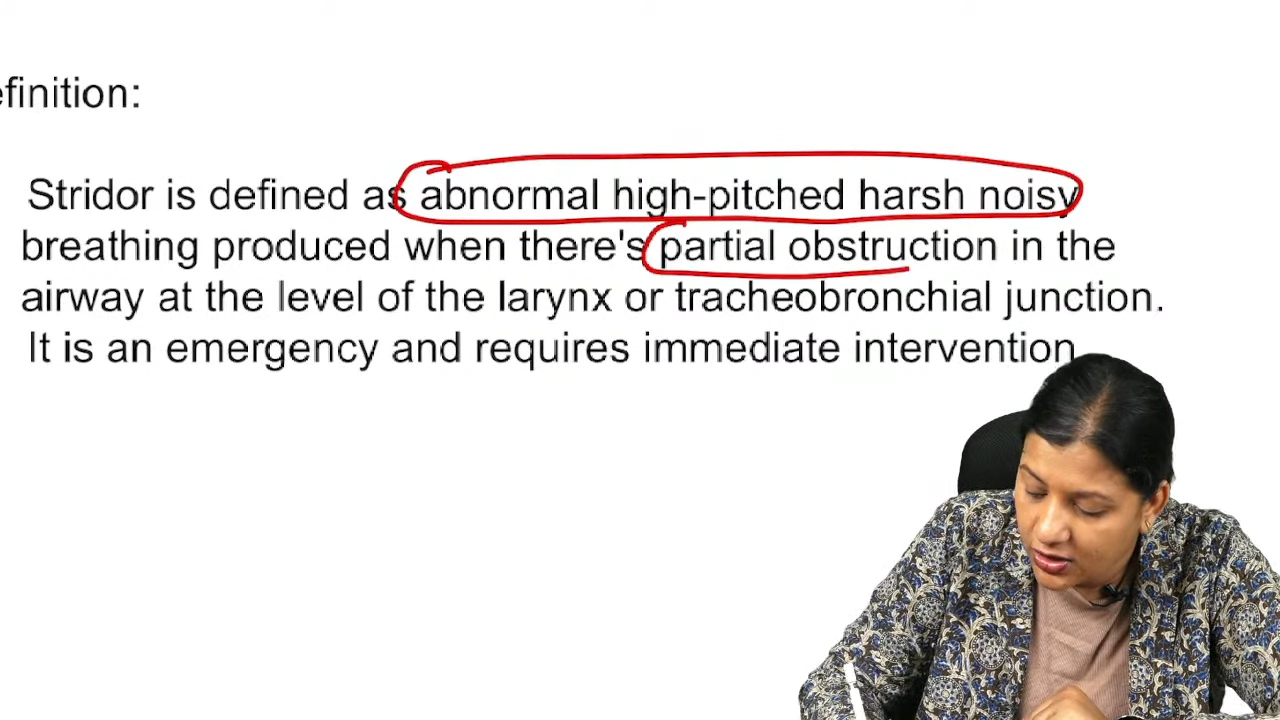 efinition:
Stridor is defined as abnormal high-pitched harsh noisy
breathing produced when there's partial obstruction in the
airway at the level of the larynx or tracheobronchial junction.
It is an emergency and requires immediate intervention